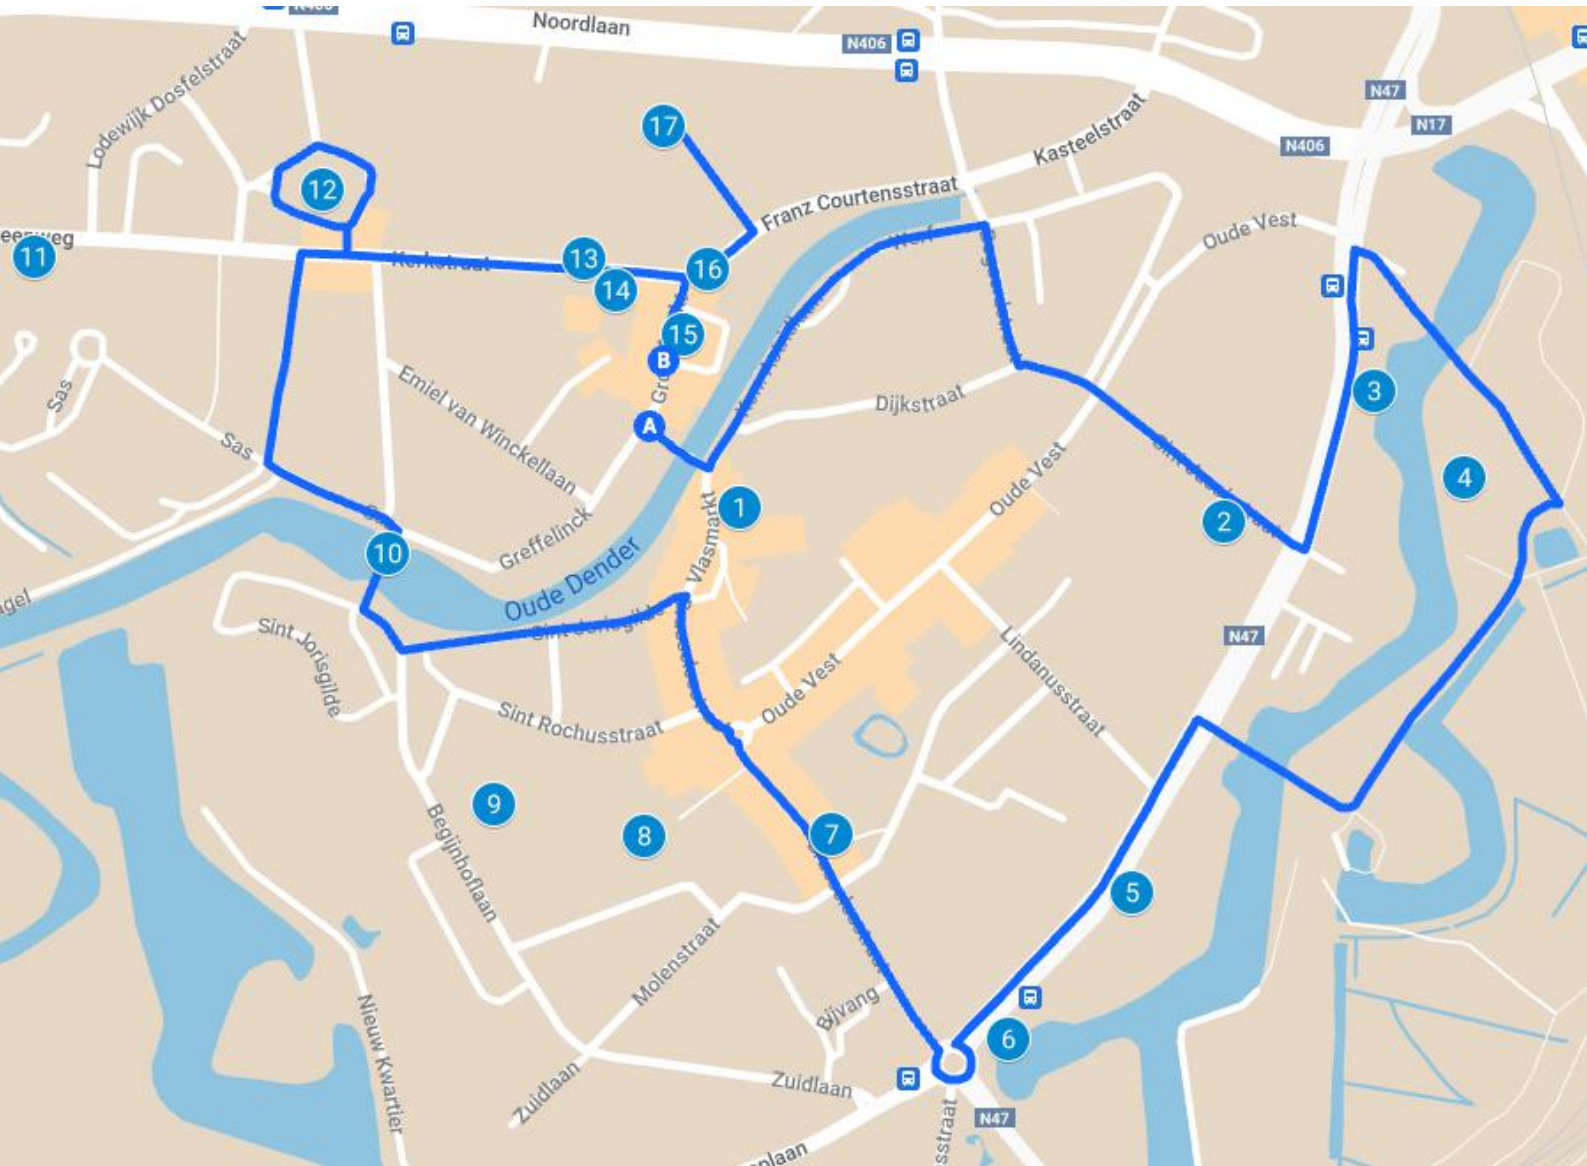 Noordlaan
N406
N47
N17
N406
Lodewijk Dosfelstraat
Kasteelstraat
17
Franz Courtensstraat
12
Oude Vest
11
Kerkstraat
13
16
14
15
B
3
Sas
Emiel van Winckellaan
Dijkstraat
A
Sas
4
Oude Vest
1
2
Vlasmarkt
10
Greffelinck
Oude Dender
Sint Jorisgilde
Sint Jorisgilde
Lindanusstraat
N47
Oude Vest
Sint Rochusstraat
9
8
7
Begijnhoflaan
5
Molenstraat
Bijvang
Nieuw Kwartier
6
Zuidlaan
Zuidlaan
N47